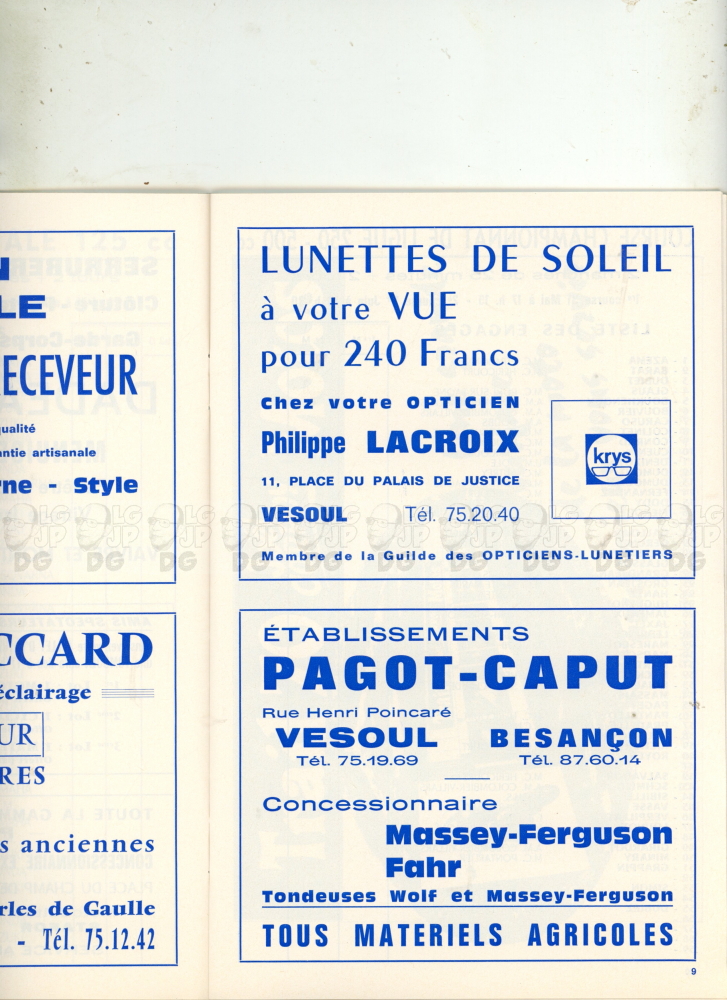 LE
ECEVEUR
qualité
antie artisanale
rne - Style
CCARD
éclairage
UR
RES
s anciennes
rles de Gaulle
- Tél. 75.12.42
LUNETTES DE SOLEIL
à votre VUE
pour 240 Francs
Chez votre OPTICIEN
Philippe LACROIX
11, PLACE DU PALAIS DE JUSTICE
VESOUL Tél. 75.20.40
krys
Membre de la Guilde des OPTICIENS-LUNETIERS
ÉTABLISSEMENTS
PAGOT-CAPUT
Rue Henri Poincaré
VESOUL BESANÇON
Tél. 75.19.69 Tél. 87.60.14
Concessionnaire
Massey-Ferguson
Fahr
Tondeuses Wolf et Massey-Ferguson
TOUS MATERIELS AGRICOLES
9